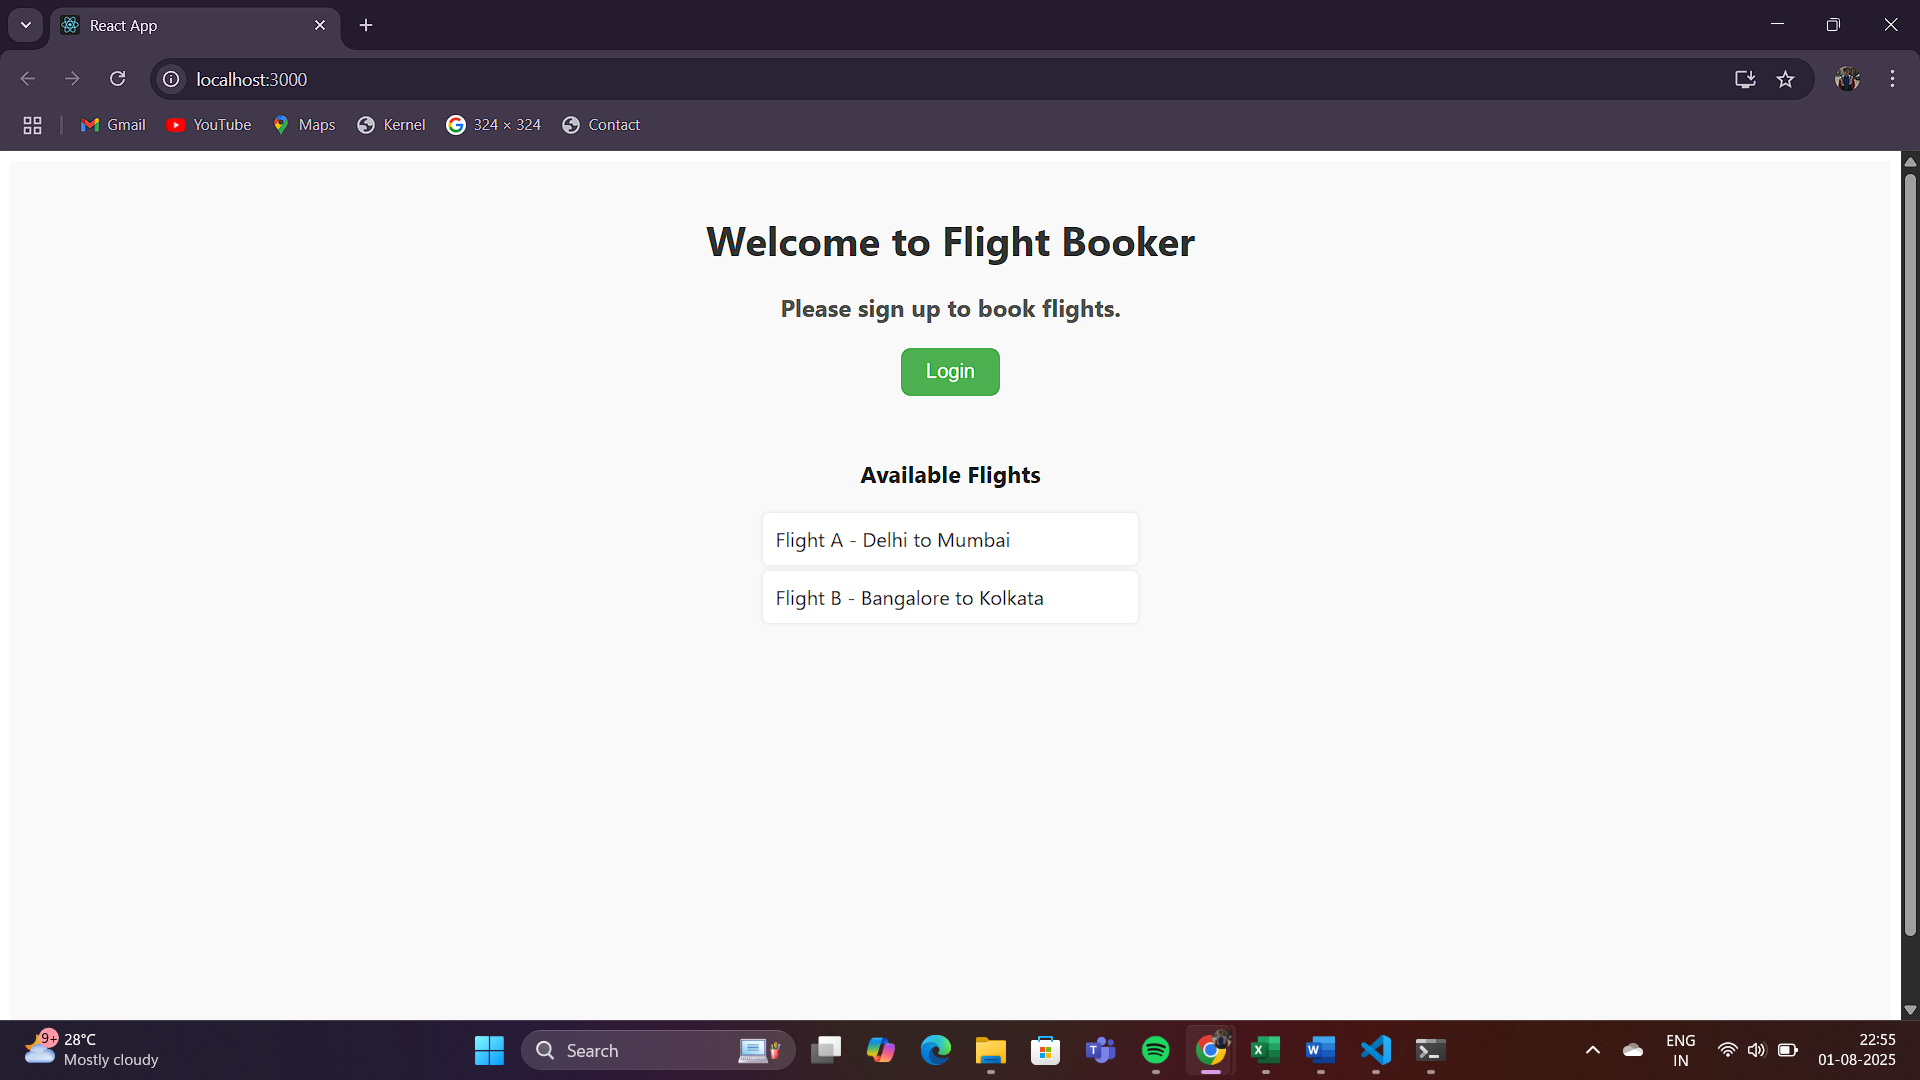 React App
localhost:3000
Gmail
YouTube
Maps
Kernel
324 × 324
Contact
Welcome to Flight Booker
Please sign up to book flights.
Login
Available Flights
Flight A - Delhi to Mumbai
Flight B - Bangalore to Kolkata
9+
28°C
Mostly cloudy
Search
ENG
IN
22:55
01-08-2025